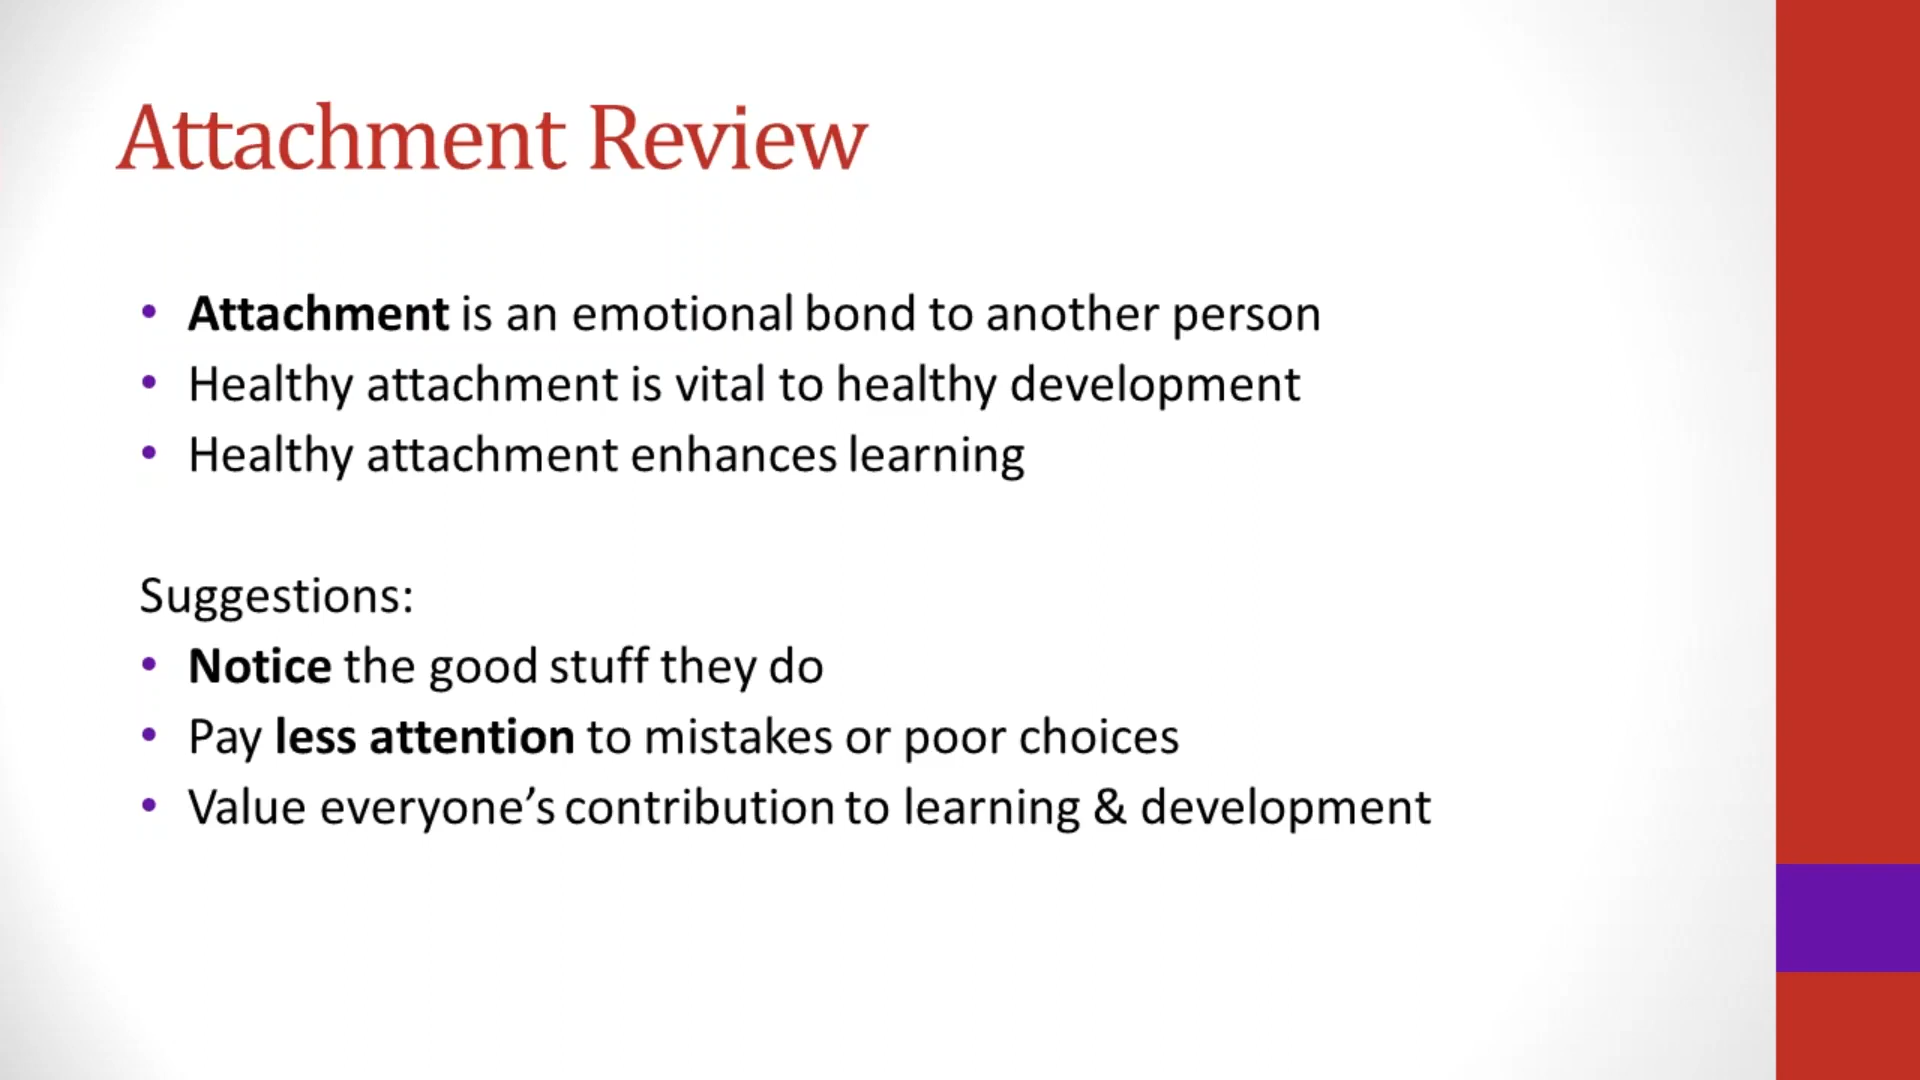 Attachment Review
• Attachment is an emotional bond to another person
• Healthy attachment is vital to healthy development
• Healthy attachment enhances learning
Suggestions:
• Notice the good stuff they do
• Pay less attention to mistakes or poor choices
• Value everyone’s contribution to learning & development